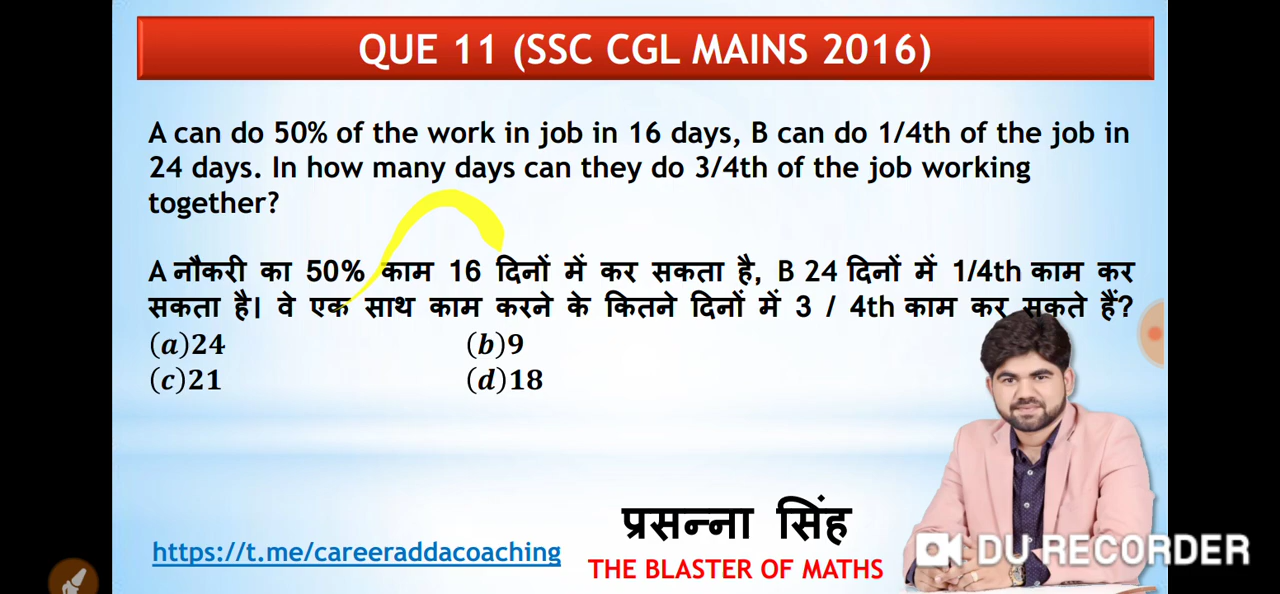 QUE 11 (SSC CGL MAINS 2016)
A can do 50% of the work in job in 16 days, B can do 1/4th of the job in
24 days. In how many days can they do 3/4th of the job working
together?
A नौकरी का 50% काम 16 दिनों में कर सकता है, B 24 दिनों में 1/4th काम कर
सकता है। वे एक साथ काम करने के कितने दिनों में 3 / 4th काम कर सकते हैं?
(a)24 (b)9
(c)21 (d)18
प्रसन्ना सिंह
https://t.me/careeraddacoaching
THE BLASTER OF MATHS
DU RECORDER